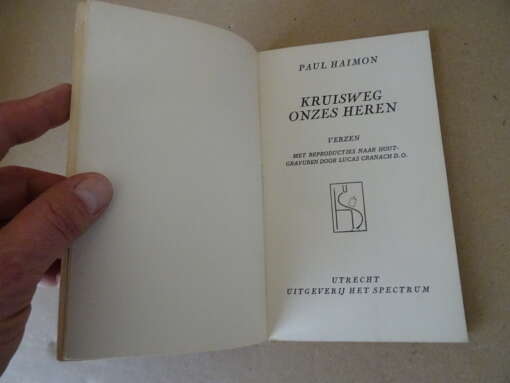 PAUL HAIMON
KRUISWEG
ONZES HEREN
VERZEN
MET REPRODUCTIES NAAR HOUT-
GRAVUREN DOOR LUCAS CRANACH D.O.
UTRECHT
UITGEVERIJ HET SPECTRUM